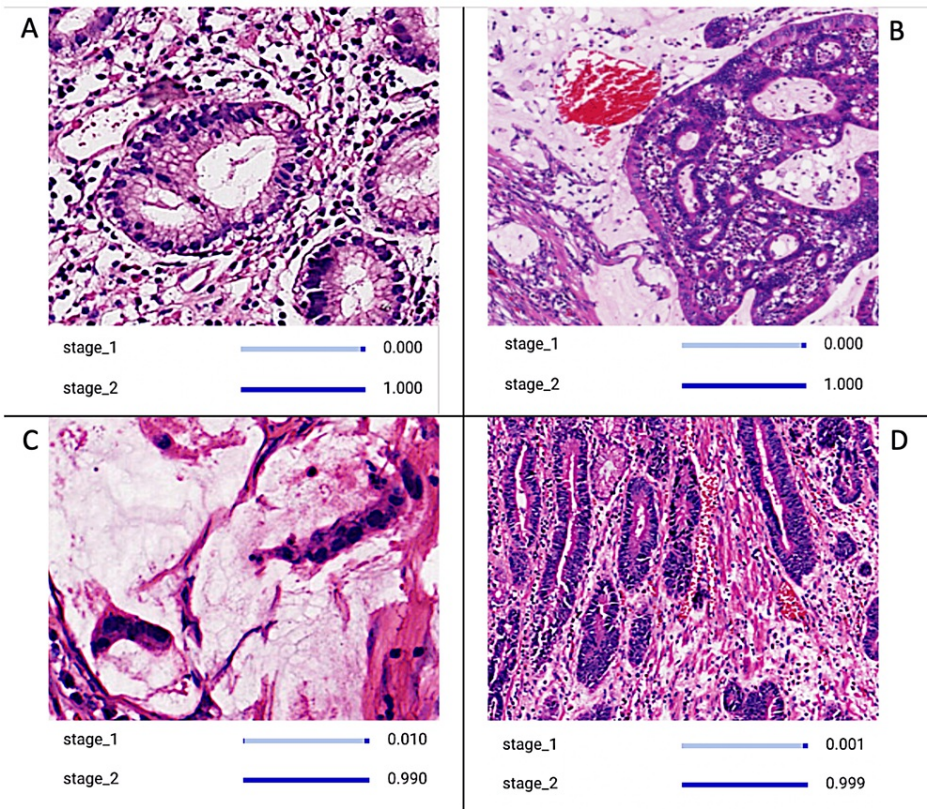 A
B
stage_1 0.000
stage_2 1.000
stage_1 0.000
stage_2 1.000
C
D
stage_1 0.010
stage_2 0.990
stage_1 0.001
stage_2 0.999